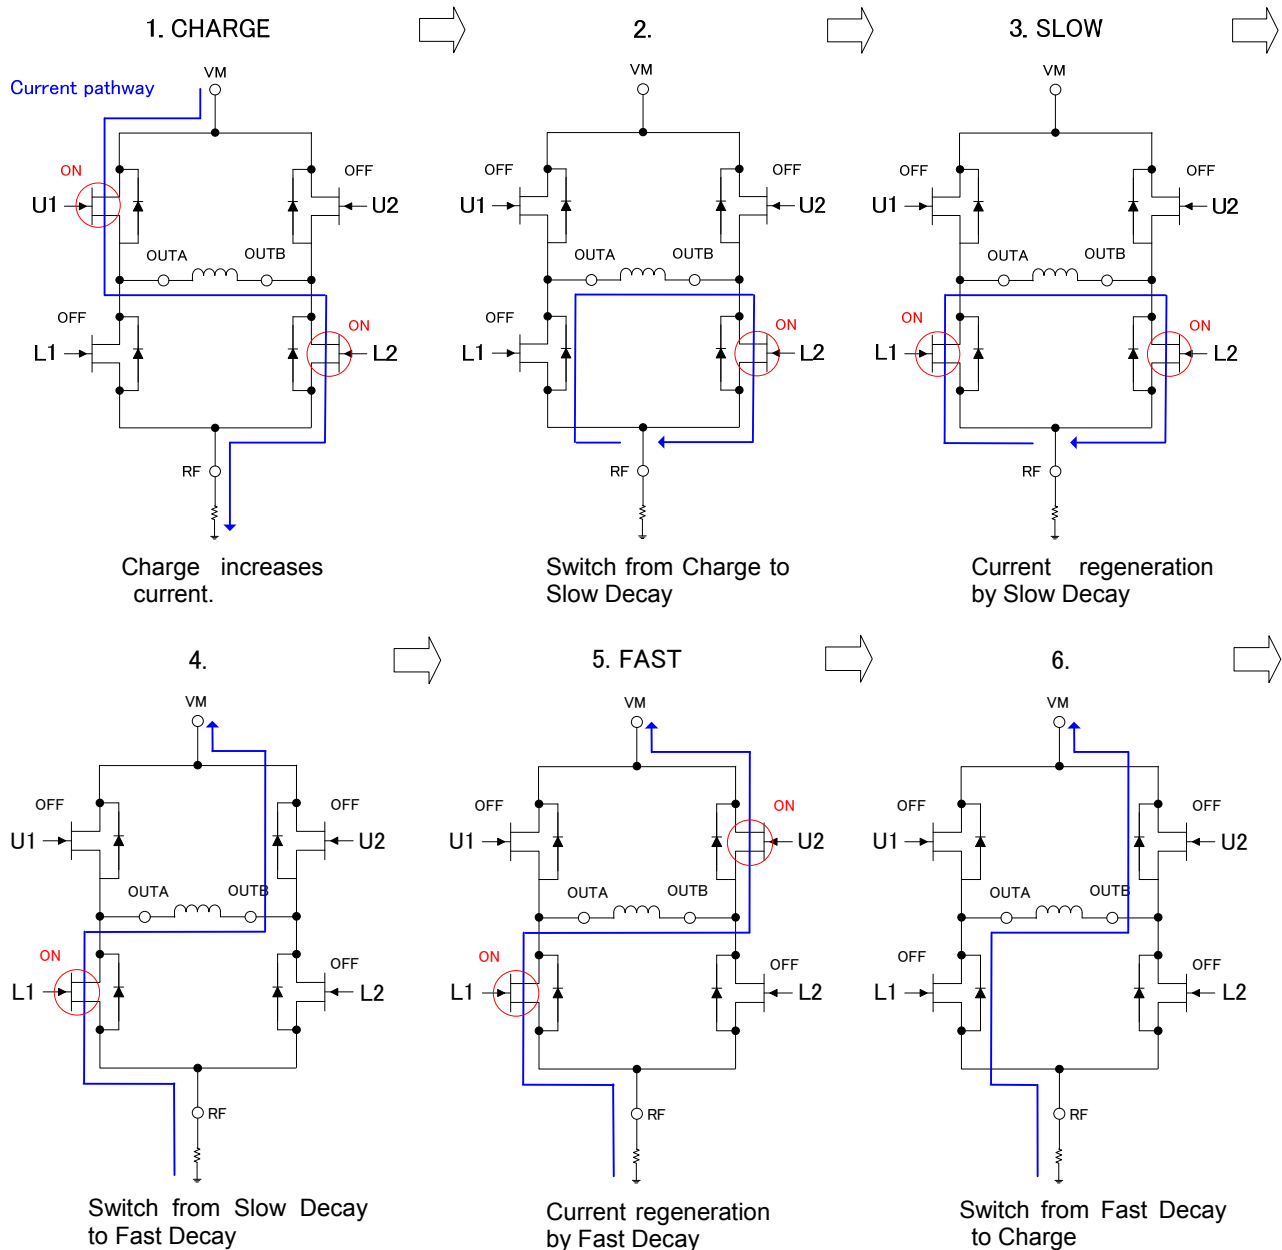 1. CHARGE
2.
3. SLOW
Current pathway
VM
VM
VM
ON
OFF
OFF
OFF
OFF
OFF
U1
U2
U1
U2
U1
U2
OUTA
OUTB
OUTA
OUTB
OUTA
OUTB
OFF
ON
OFF
ON
ON
ON
L1
L2
L1
L2
L1
L2
RF
RF
RF
Charge increases
current.
Switch from Charge to
Slow Decay
Current regeneration
by Slow Decay
4.
5. FAST
6.
VM
VM
VM
OFF
OFF
OFF
ON
OFF
OFF
U1
U2
U1
U2
U1
U2
OUTA
OUTB
OUTA
OUTB
OUTA
OUTB
ON
OFF
ON
OFF
OFF
OFF
L1
L2
L1
L2
L1
L2
RF
RF
RF
Switch from Slow Decay
to Fast Decay
Current regeneration
by Fast Decay
Switch from Fast Decay
to Charge